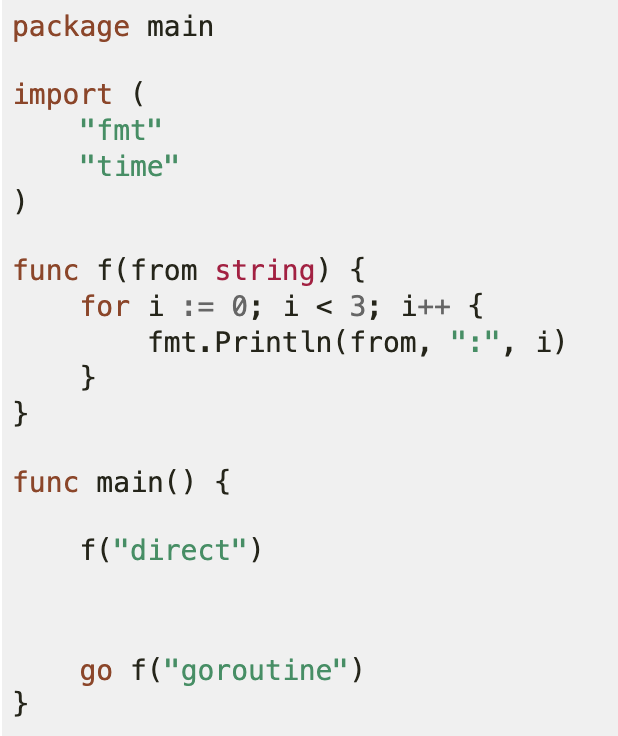 package main
import (
"fmt"
"time"
)
func f(from string) {
for i := 0; i < 3; i++ {
fmt.Println(from, ":", i)
}
}
func main() {
f("direct")
go f("goroutine")
}